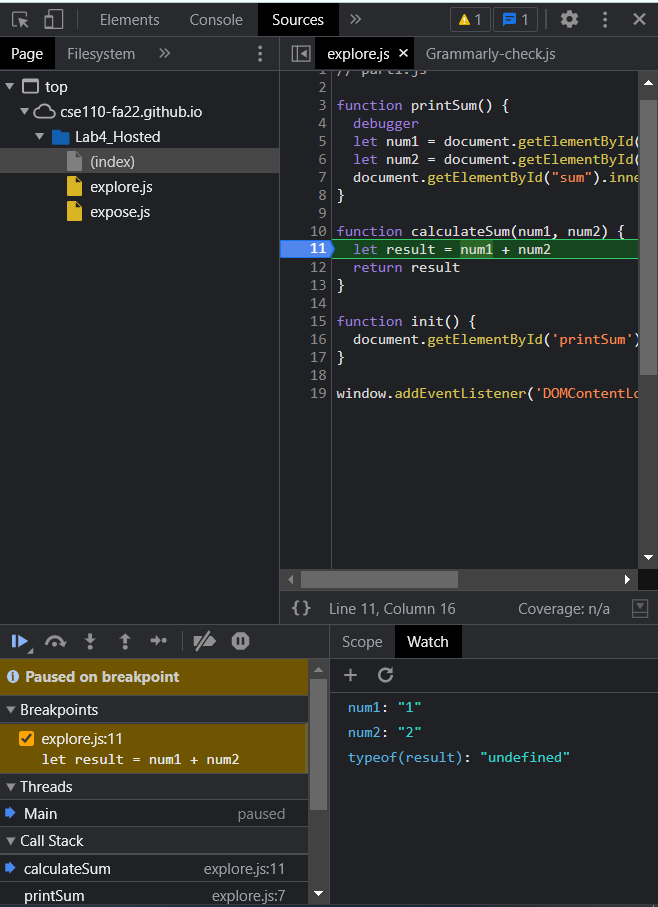 Elements Console Sources » 1 1
Page Filesystem »
explore.js × Grammarly-check.js
top
cse110-fa22.github.io
Lab4_Hosted
(index)
explore.js
expose.js
1 // part1.js
2
3 function printSum() {
4 debugger
5 let num1 = document.getElementById(
6 let num2 = document.getElementById(
7 document.getElementById("sum").inne
8 }
9
10 function calculateSum(num1, num2) {
11 let result = num1 + num2
12 return result
13 }
14
15 function init() {
16 document.getElementById('printSum')
17 }
18
19 window.addEventListener('DOMContentLo
{} Line 11, Column 16 Coverage: n/a
Paused on breakpoint
Breakpoints
explore.js:11
let result = num1 + num2
Threads
Main paused
Call Stack
calculateSum explore.js:11
printSum explore.js:7
Scope Watch
num1: "1"
num2: "2"
typeof(result): "undefined"